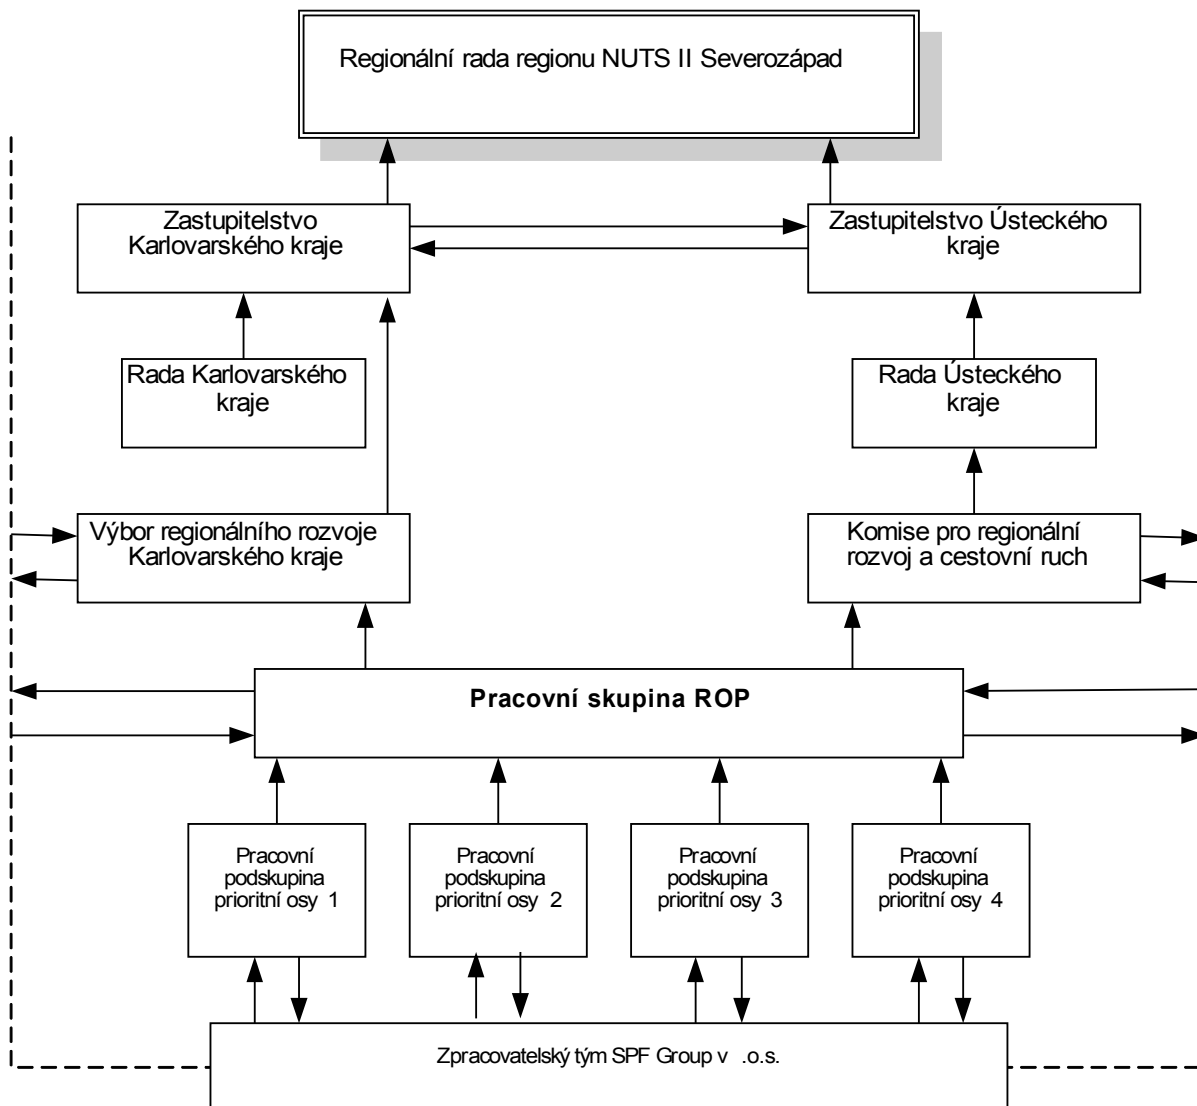 Regionální rada regionu NUTS II Severozápad
Zastupitelstvo
Karlovarského kraje
Zastupitelstvo Ústeckého
kraje
Rada Karlovarského
kraje
Rada Ústeckého
kraje
Výbor regionálního rozvoje
Karlovarského kraje
Komise pro regionální
rozvoj a cestovní ruch
Pracovní skupina ROP
Pracovní
podskupina
prioritní osy 1
Pracovní
podskupina
prioritní osy 2
Pracovní
podskupina
prioritní osy 3
Pracovní
podskupina
prioritní osy 4
Zpracovatelský tým SPF Group v .o.s.